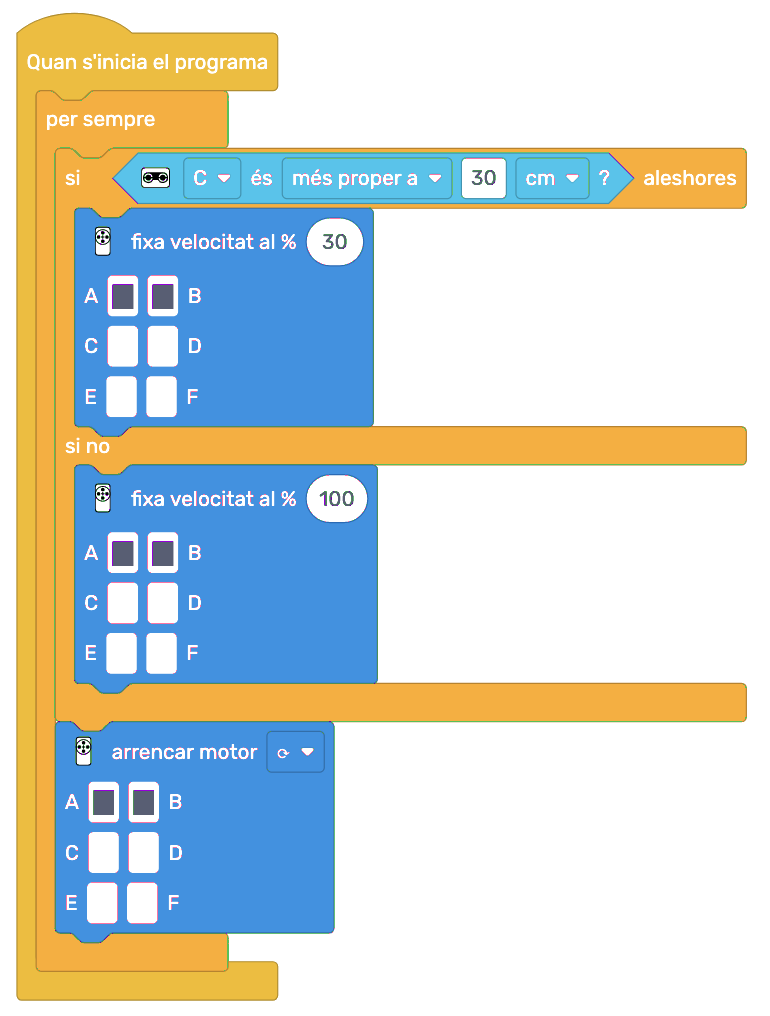 Quan s'inicia el programa
per sempre
si C és més proper a 30 cm ? aleshores
fixa velocitat al % 30
A B
C D
E F
si no
fixa velocitat al % 100
A B
C D
E F
arrencar motor ⟳
A B
C D
E F